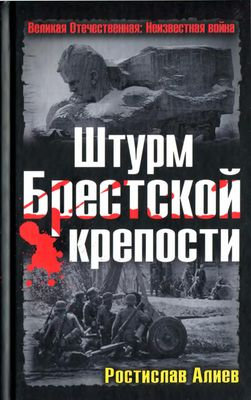 Великая Отечественная: Неизвестная война
Штурм
Брестской
крепости
Ростислав Алиев